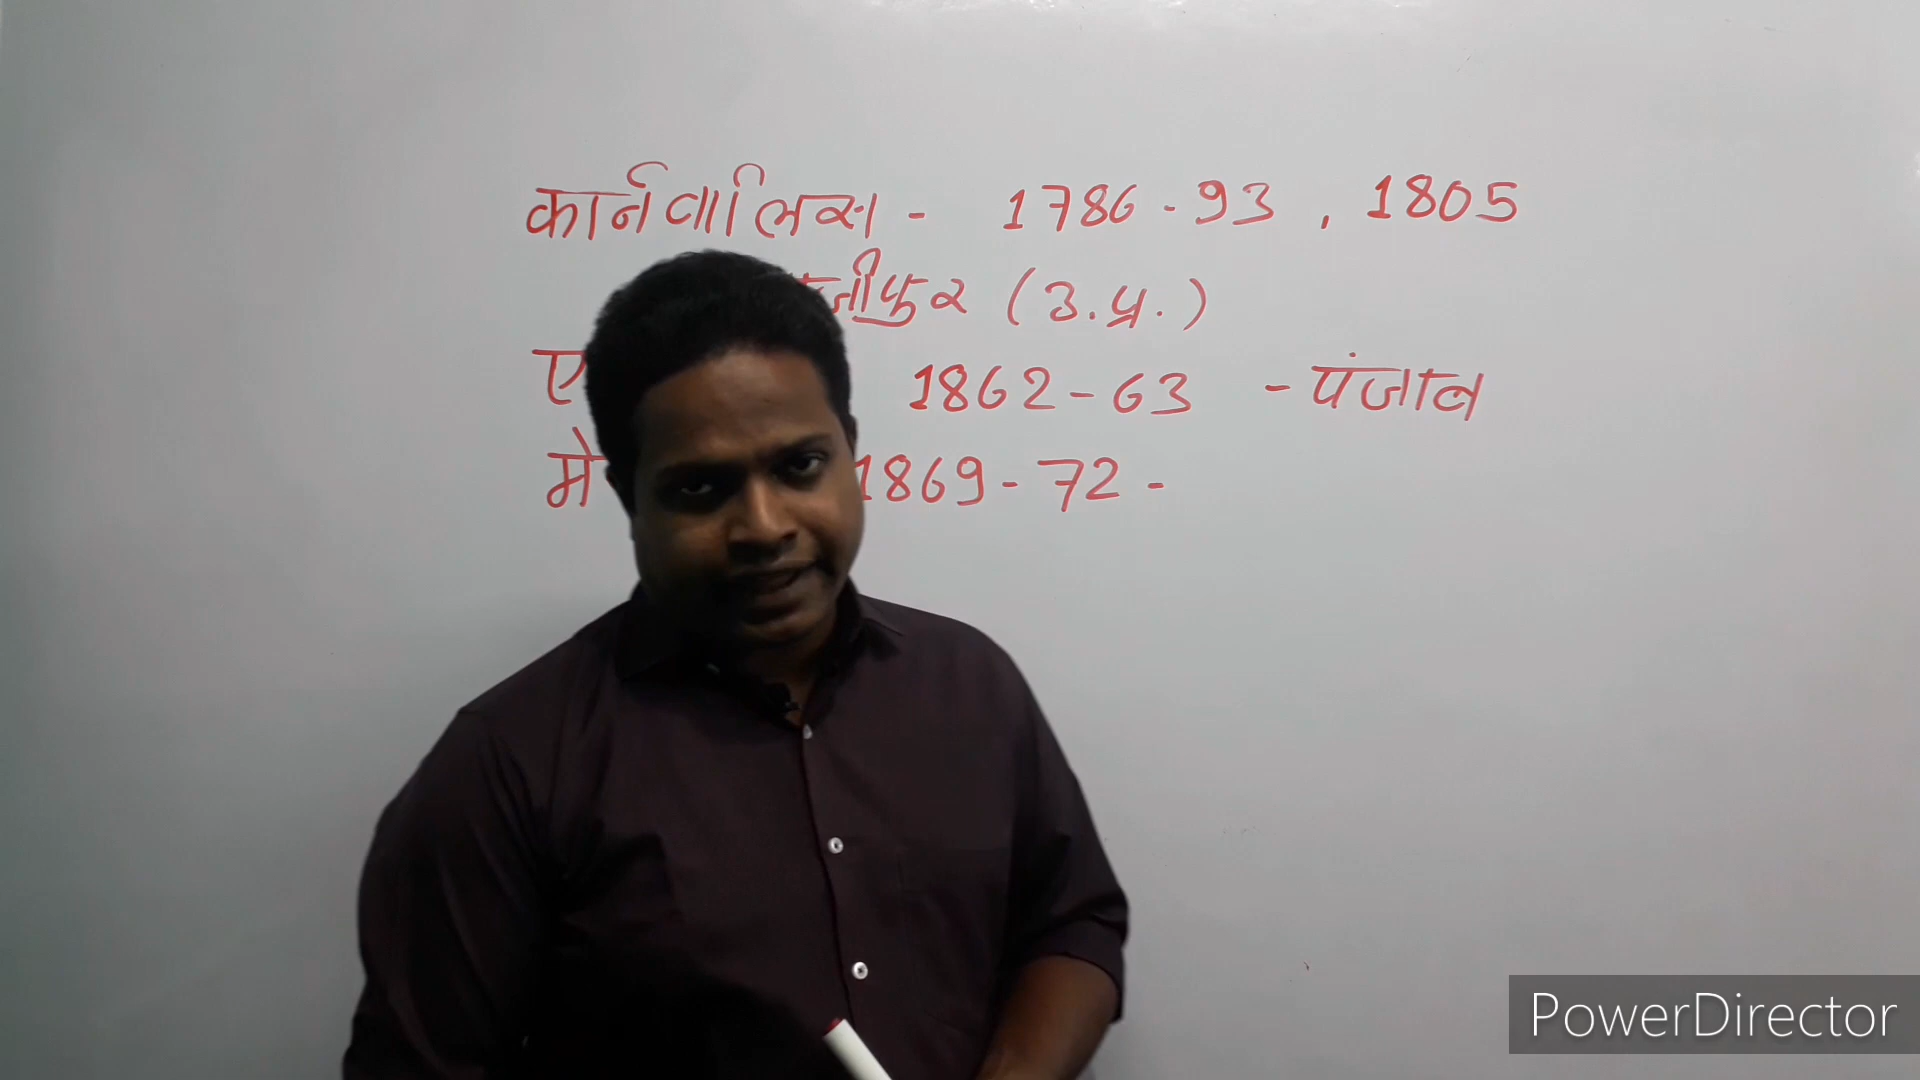 कार्नवालिस - 1786-93 , 1805
(उ.प्र.)
1862-63 - पंजाब
1869-72 -
PowerDirector